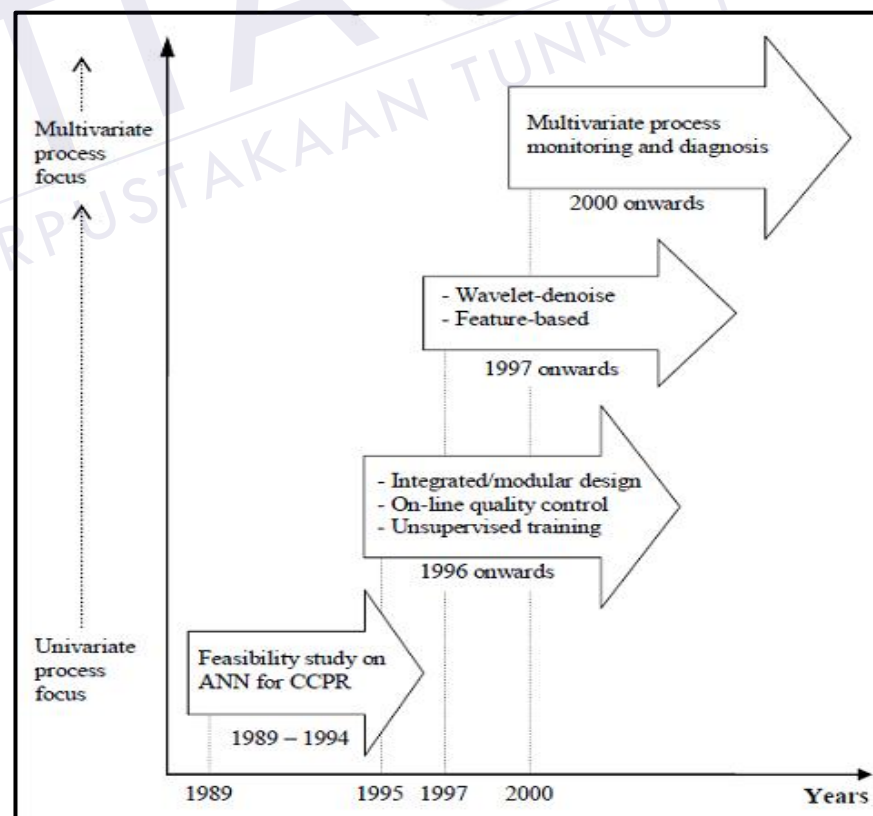 Multivariate
process
focus
Univariate
process
focus
Multivariate process
monitoring and diagnosis
2000 onwards
- Wavelet-denoise
- Feature-based
1997 onwards
- Integrated/modular design
- On-line quality control
- Unsupervised training
1996 onwards
Feasibility study on
ANN for CCPR
1989 – 1994
1989 1995 1997 2000 Years
RPUSTAKAAN TUNKU T